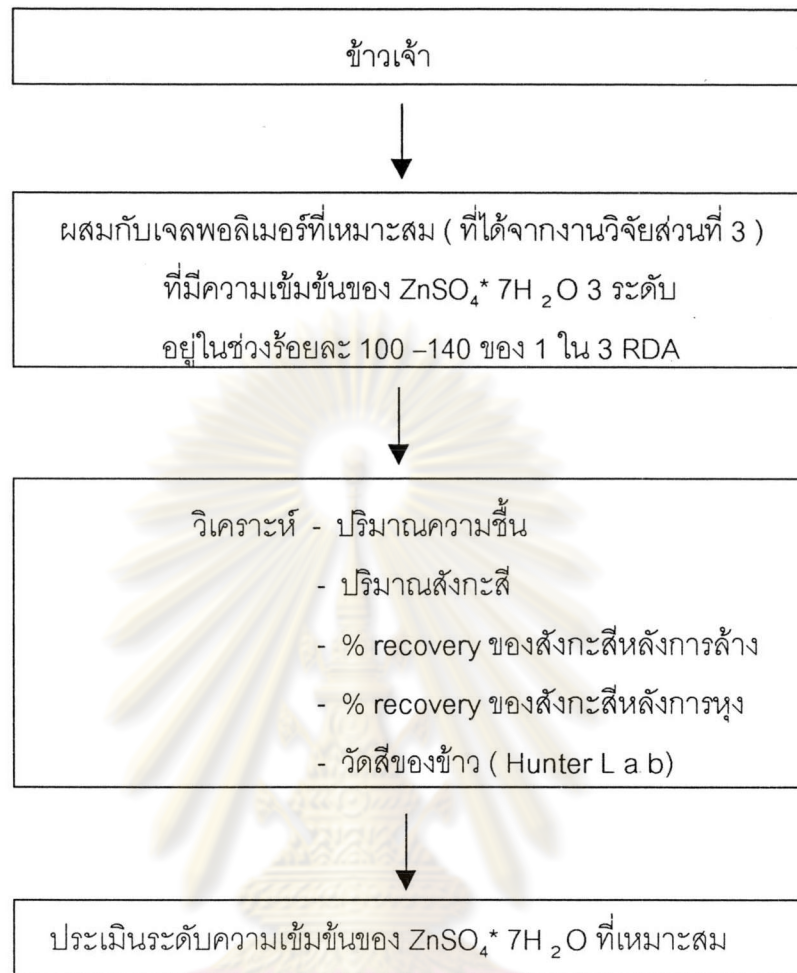 ข้าวเจ้า
ผสมกับเจลพอลิเมอร์ที่เหมาะสม ( ที่ได้จากงานวิจัยส่วนที่ 3 )
ที่มีความเข้มข้นของ ZnSO₄* 7H ₂O 3 ระดับ
อยู่ในช่วงร้อยละ 100 –140 ของ 1 ใน 3 RDA
วิเคราะห์ - ปริมาณความชื้น
- ปริมาณสังกะสี
- % recovery ของสังกะสีหลังการล้าง
- % recovery ของสังกะสีหลังการหุง
- วัดสีของข้าว ( Hunter L a b)
ประเมินระดับความเข้มข้นของ ZnSO₄* 7H ₂O ที่เหมาะสม